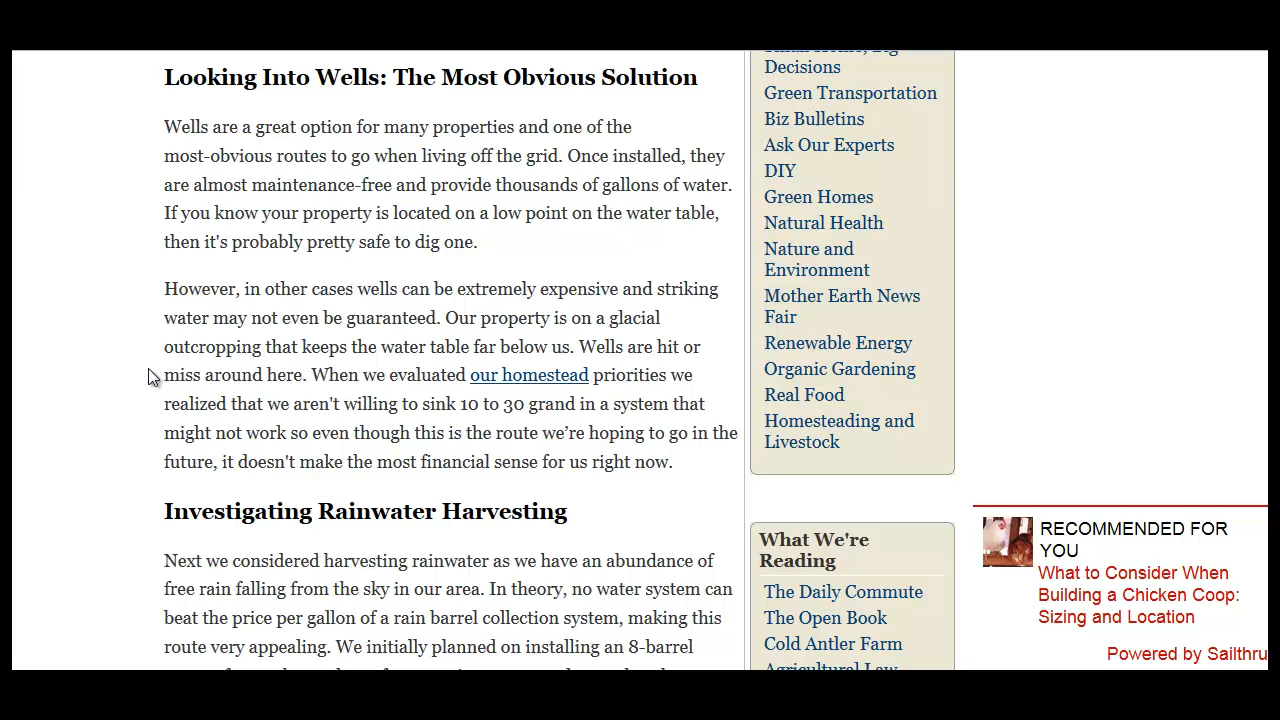 Looking Into Wells: The Most Obvious Solution
Wells are a great option for many properties and one of the
most-obvious routes to go when living off the grid. Once installed, they
are almost maintenance-free and provide thousands of gallons of water.
If you know your property is located on a low point on the water table,
then it's probably pretty safe to dig one.
However, in other cases wells can be extremely expensive and striking
water may not even be guaranteed. Our property is on a glacial
outcropping that keeps the water table far below us. Wells are hit or
miss around here. When we evaluated our homestead priorities we
realized that we aren't willing to sink 10 to 30 grand in a system that
might not work so even though this is the route we’re hoping to go in the
future, it doesn't make the most financial sense for us right now.
Investigating Rainwater Harvesting
Next we considered harvesting rainwater as we have an abundance of
free rain falling from the sky in our area. In theory, no water system can
beat the price per gallon of a rain barrel collection system, making this
route very appealing. We initially planned on installing an 8-barrel
Decisions
Green Transportation
Biz Bulletins
Ask Our Experts
DIY
Green Homes
Natural Health
Nature and
Environment
Mother Earth News
Fair
Renewable Energy
Organic Gardening
Real Food
Homesteading and
Livestock
What We're
Reading
The Daily Commute
The Open Book
Cold Antler Farm
Agricultural Law
RECOMMENDED FOR
YOU
What to Consider When
Building a Chicken Coop:
Sizing and Location
Powered by Sailthru